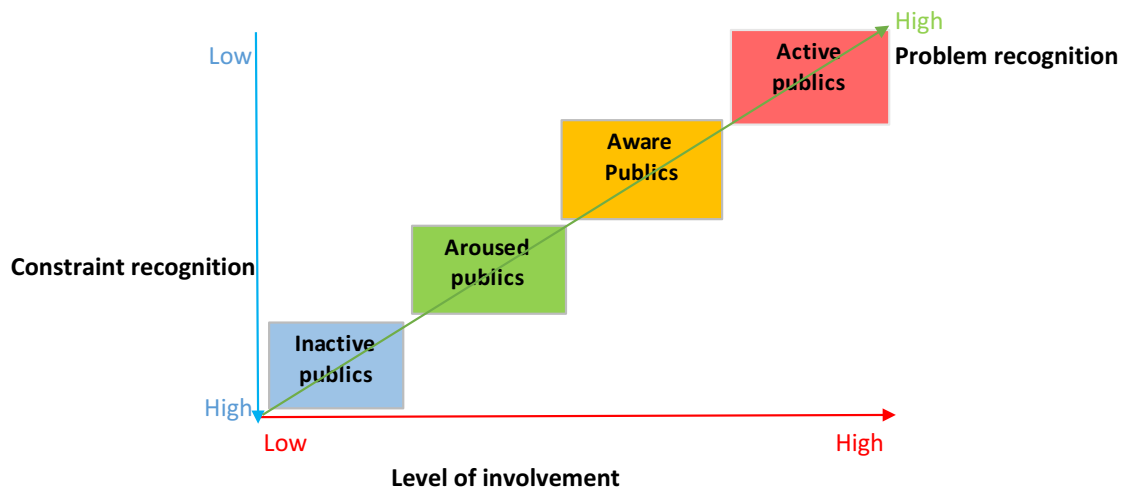 High
Low
Active
publics
Problem recognition
Aware
Publics
Aroused
publics
Constraint recognition
Inactive
publics
High
Low
High
Level of involvement